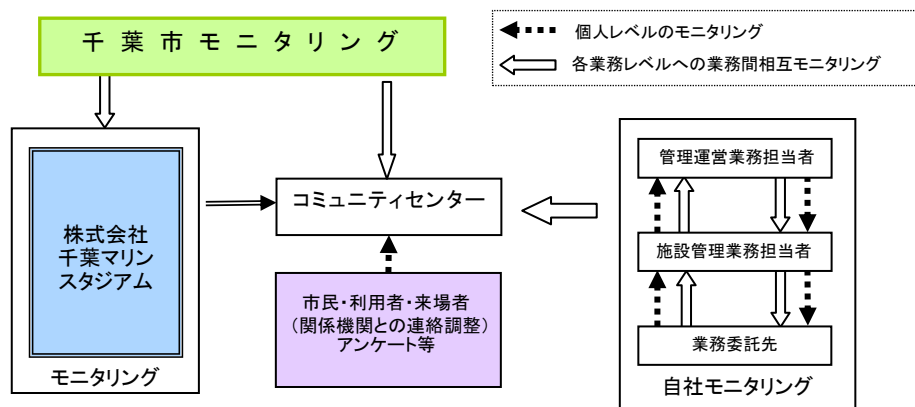 千葉市モニタリング
個人レベルのモニタリング
各業務レベルへの業務間相互モニタリング
株式会社
千葉マリン
スタジアム
モニタリング
コミュニティセンター
市民・利用者・来場者
（関係機関との連絡調整）
アンケート等
管理運営業務担当者
施設管理業務担当者
業務委託先
自社モニタリング